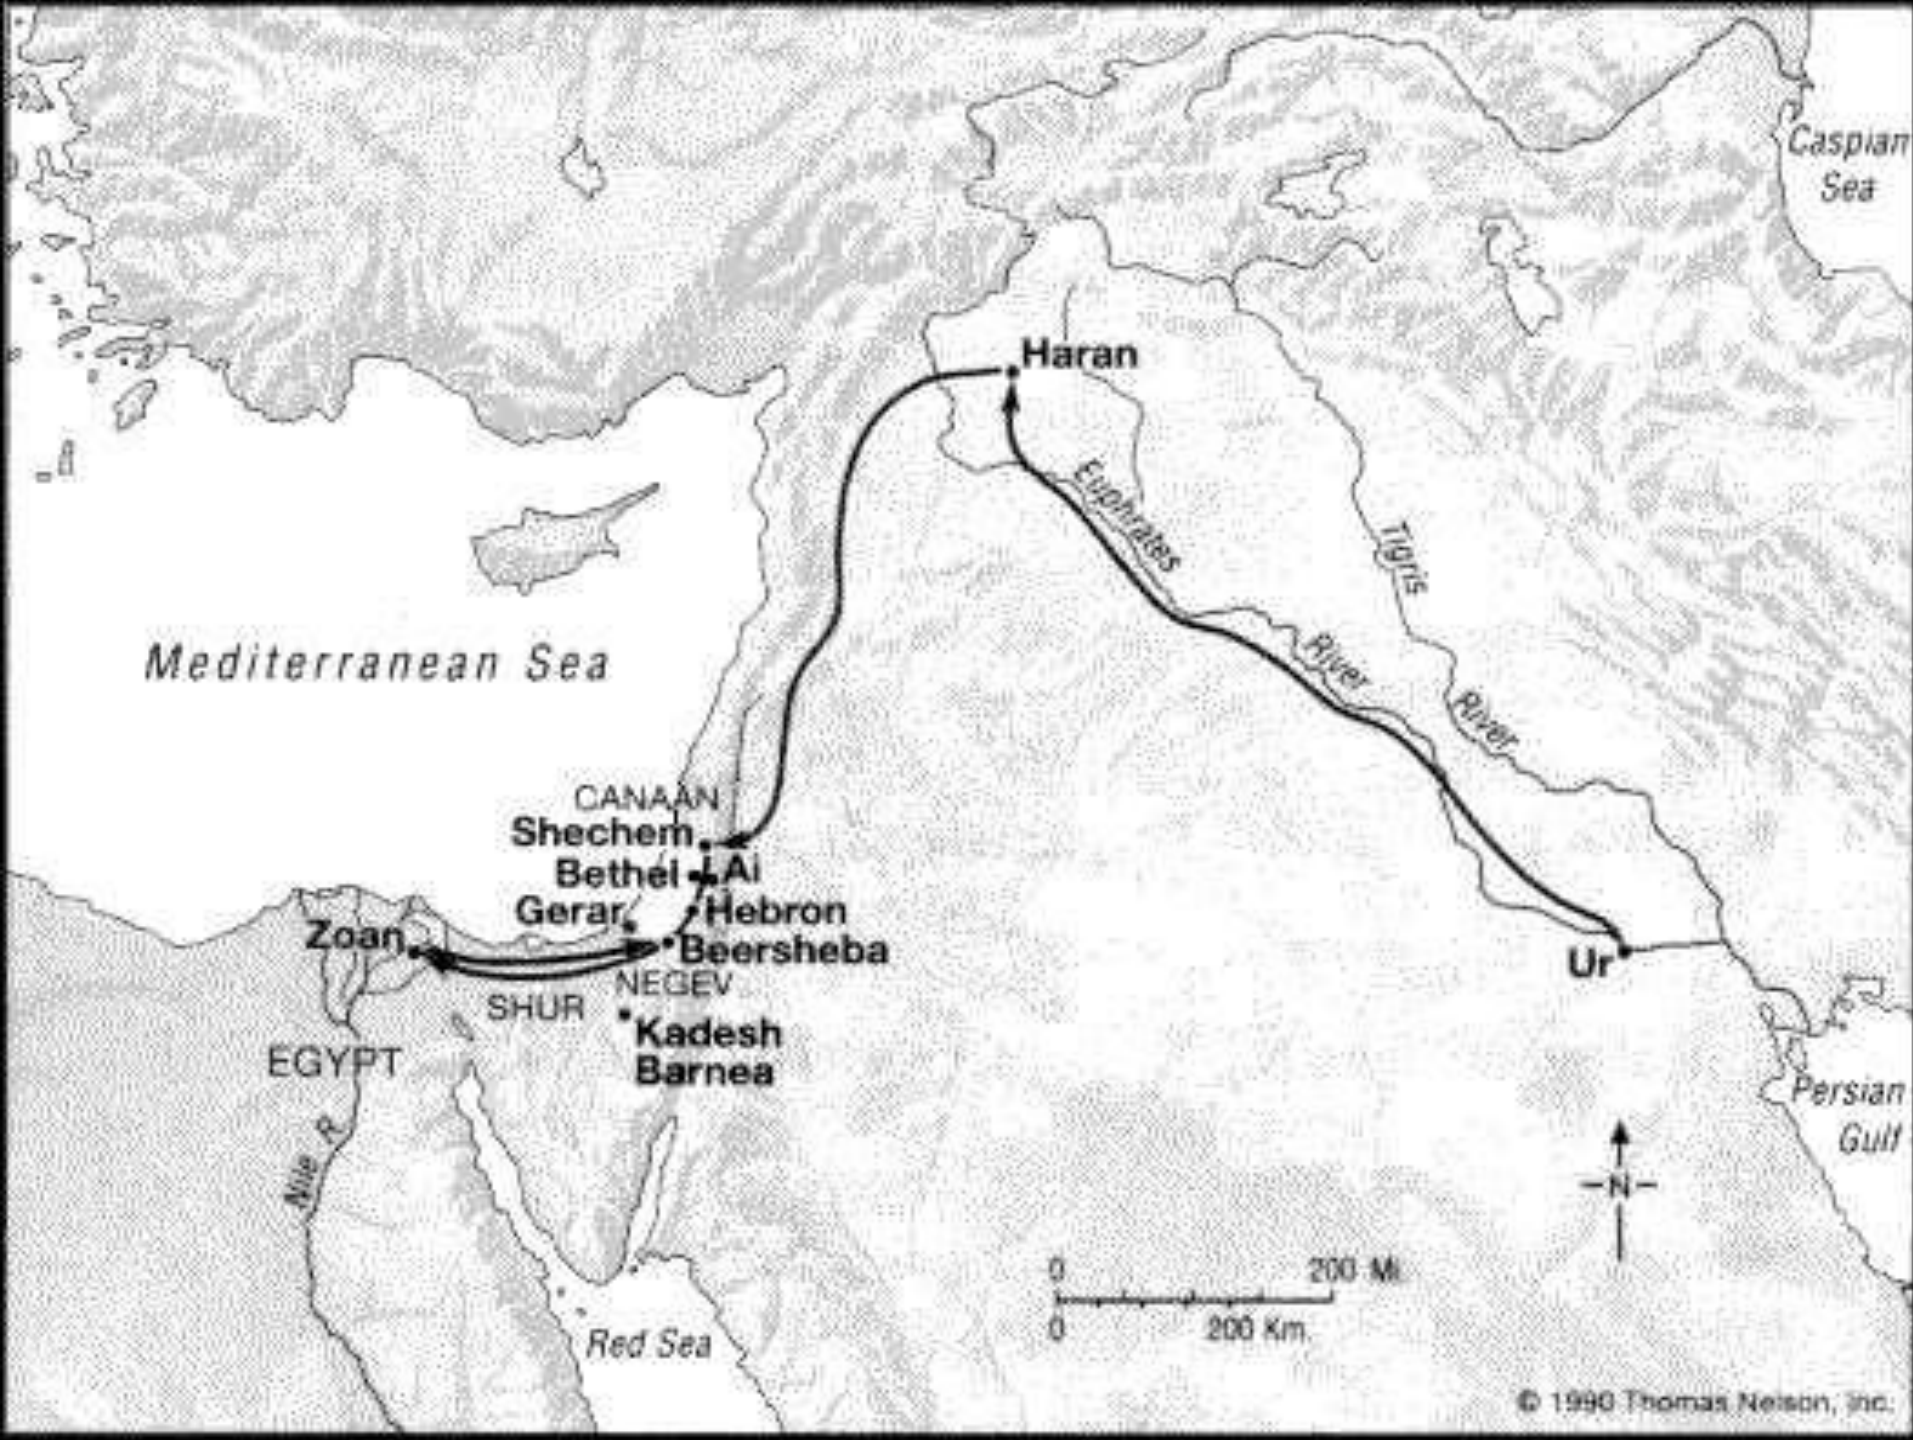 Caspian
Sea
Haran
Euphrates
River
Tigris
River
Mediterranean Sea
CANAAN
Shechem
Bethel
Ai
Gerar
Hebron
Zoan
Beersheba
NEGEV
SHUR
Ur
Kadesh
Barnea
EGYPT
Nile R
Persian
Gulf
N
0 200 Mi.
0 200 Km.
Red Sea
© 1990 Thomas Nelson, Inc.